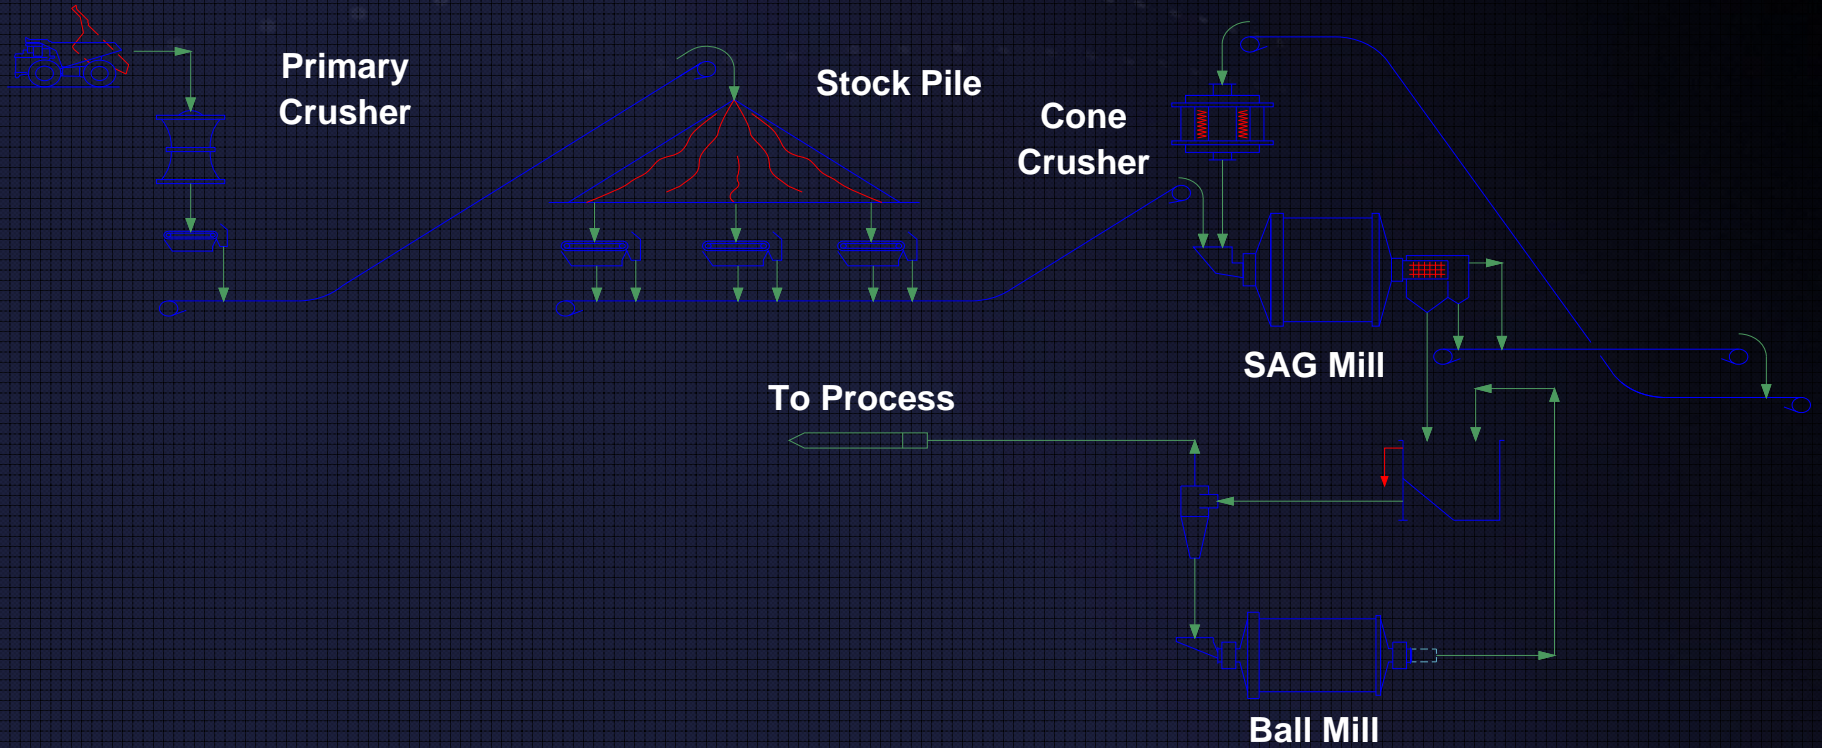 Primary
Crusher
Stock Pile
Cone
Crusher
SAG Mill
To Process
Ball Mill